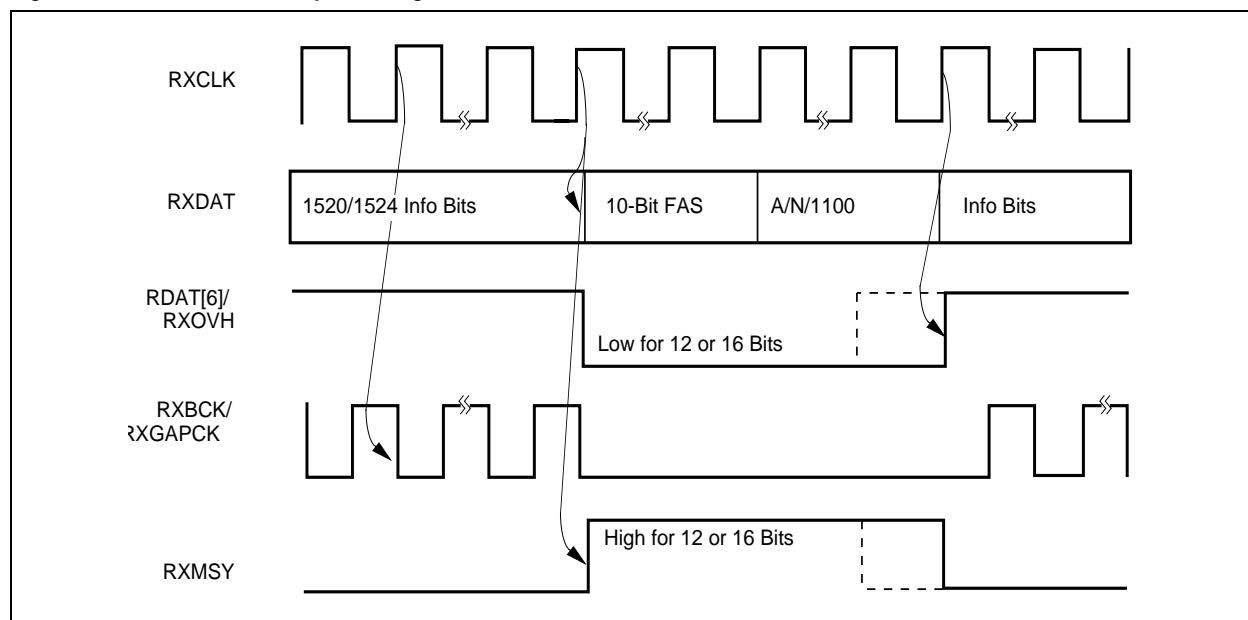 RXCLK
RXDAT
1520/1524 Info Bits
10-Bit FAS
A/N/1100
Info Bits
RDAT[6]/
RXOVH
Low for 12 or 16 Bits
RXBCK/
RXGAPCK
High for 12 or 16 Bits
RXMSY